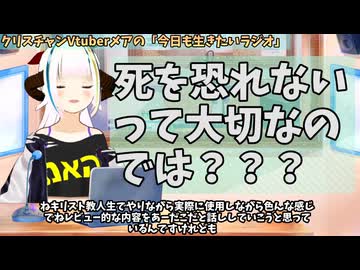 クリスチャンVtuberメアの「今日も生きたいラジオ」
死を恐れない
って大切なの
では？？？
האמ
わキリスト教人生でやりながら実際に使用しながら色んな感じ
でねレビュー的な内容をあーだこだと話ししていこうと思って
いるんですけれども